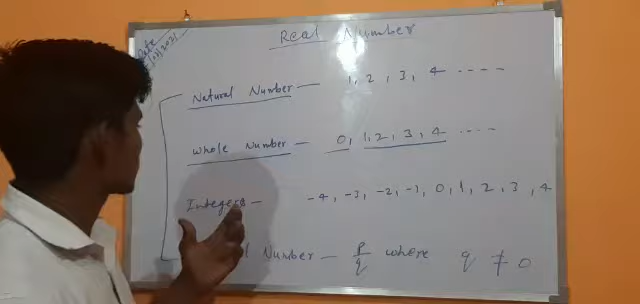 Date
Real Number
Natural Number — 1, 2, 3, 4 ----
Whole Number — 0, 1, 2, 3, 4 ----
Integers — -4, -3, -2, -1, 0, 1, 2, 3, 4
Number — p/q where q ≠ 0